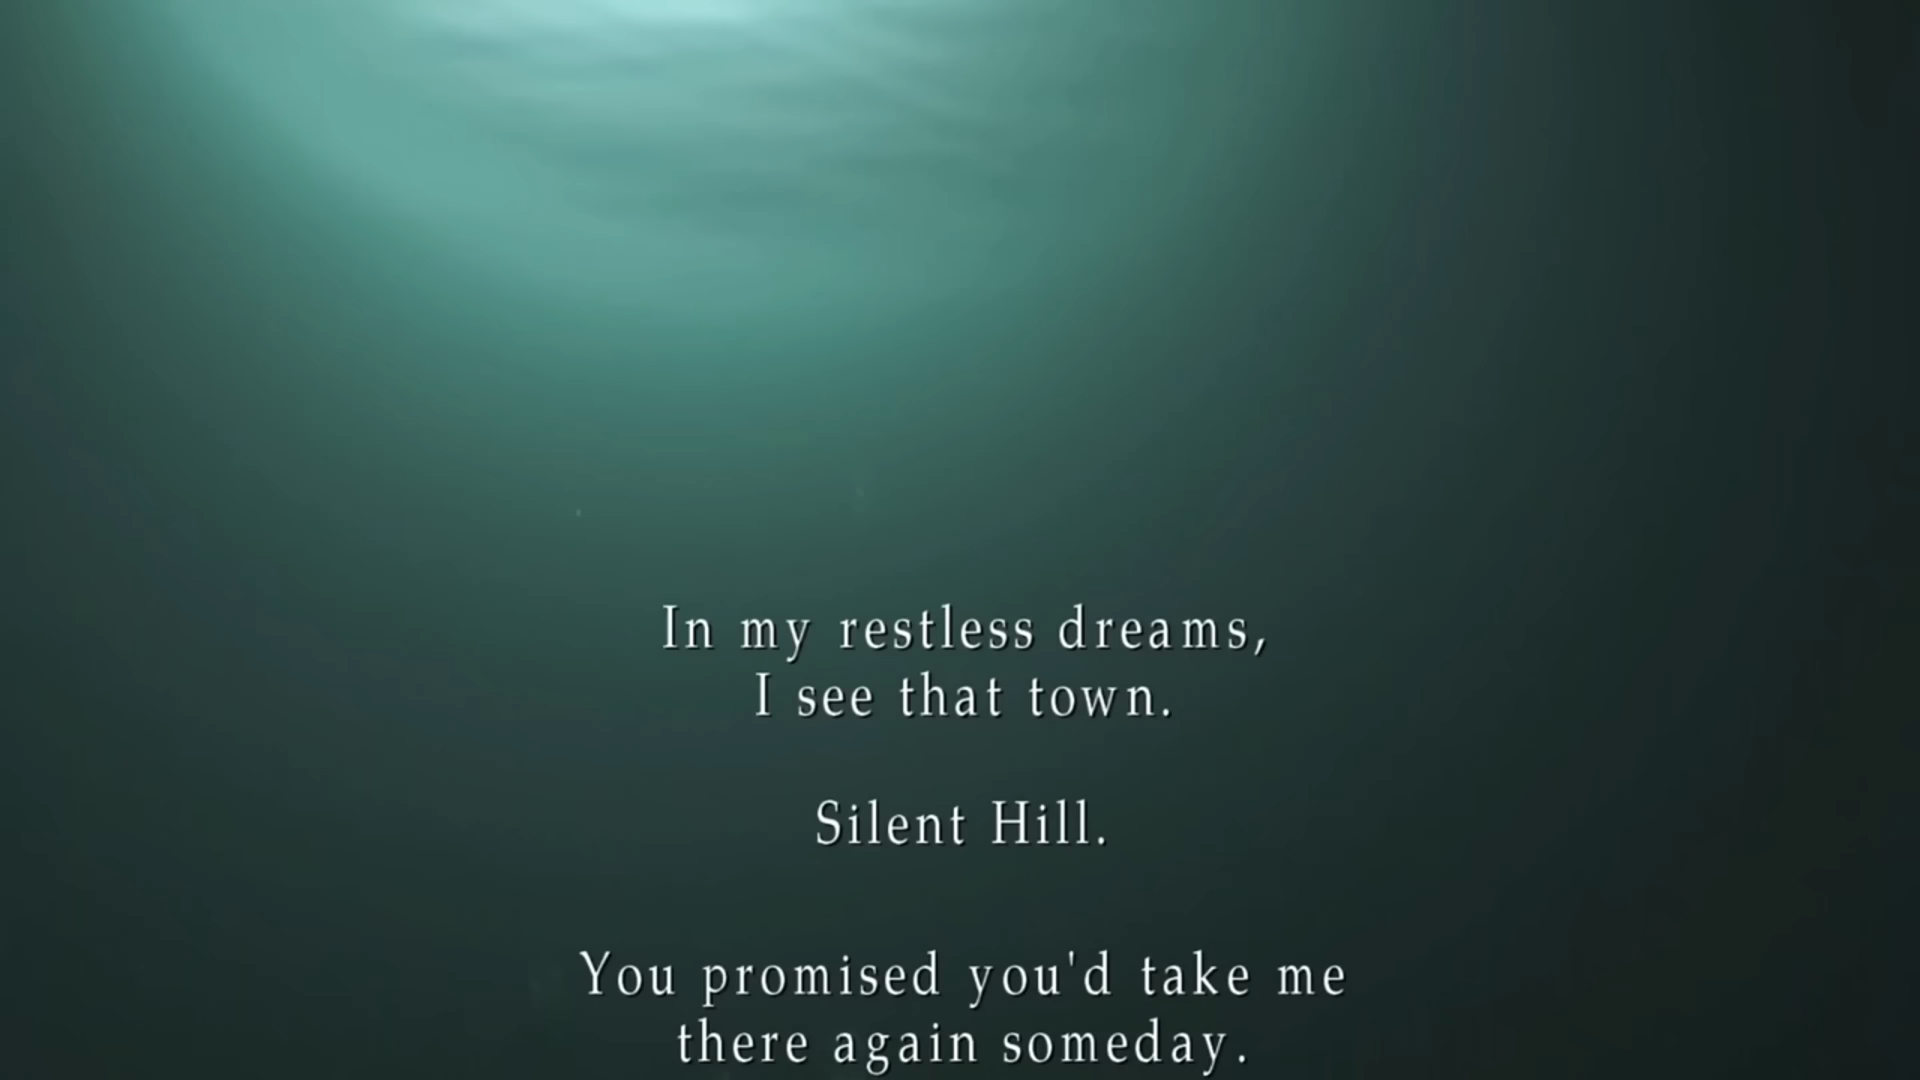 In my restless dreams,
I see that town.
Silent Hill.
You promised you'd take me
there again someday.